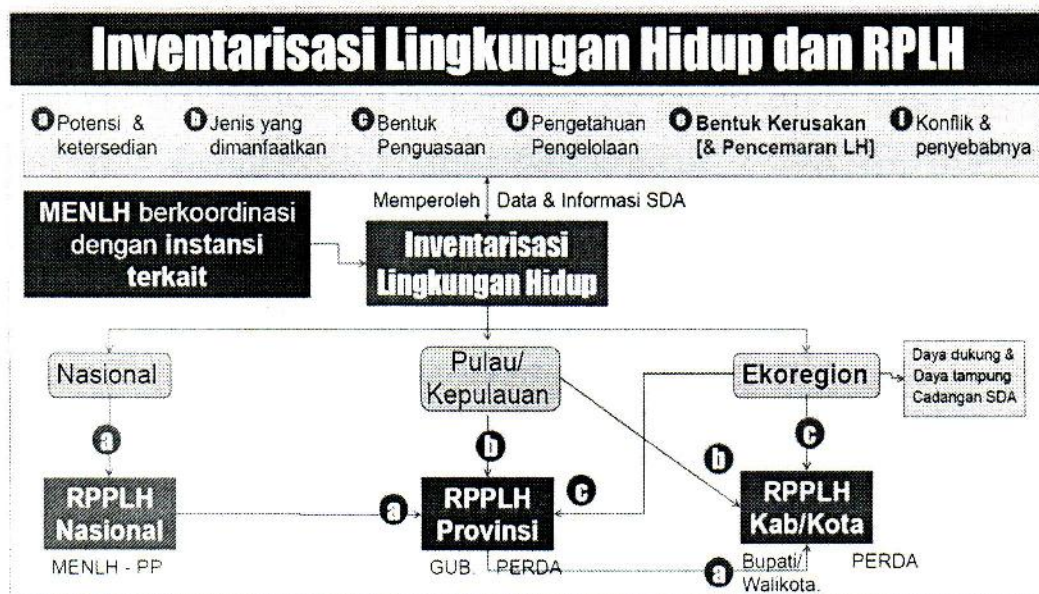 Inventarisasi Lingkungan Hidup dan RPLH
a Potensi &
ketersedian
b Jenis yang
dimanfaatkan
c Bentuk
Penguasaan
d Pengetahuan
Pengelolaan
e Bentuk Kerusakan
[& Pencemaran LH]
f Konflik &
penyebabnya
Memperoleh Data & Informasi SDA
MENLH berkoordinasi
dengan instansi
terkait
Inventarisasi
Lingkungan Hidup
Nasional
Pulau/
Kepulauan
Ekoregion
Daya dukung &
Daya tampung
Cadangan SDA
a
b
c
b
RPPLH
Nasional
a
RPPLH
Provinsi
c
RPPLH
Kab/Kota
MENLH - PP
GUB. PERDA
a
Bupati/
Walikota.
PERDA